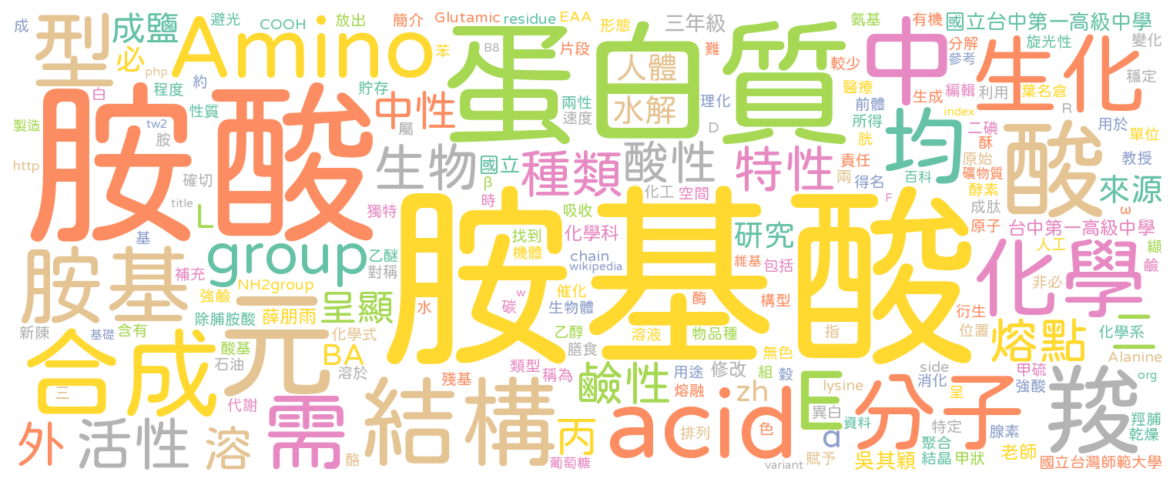 成
型
成鹽
必
避光
COOH
放出
簡介
Glutamic
residue
EAA
形態
三年級
氨基
有機
國立台中第一高級中學
Amino
苯
B8
片段
難
蛋白質
人體
較少
中
分解
參考
旋光性
變化
穩定
php
約
白
程度
貯存
性質
中性
水解
兩性
速度
理化
D
醫療
前體
所得
胱
生成
編輯
index
利用
葉名倉
生化
R
製造
tw2
胺
屬
胺酸
http
確切
title
生物
國立
β
時
種類
酸性
化工
空間
特性
責任
兩
得名
均
百科
二碘
酥
原始
礦物質
酵素
成肽
F
酸
用於
單位
教授
來源
ω
原子
台中第一高級中學
L
獨特
基
胺基
補充
group
乙醚
對稱
吸收
找到
機體
化學科
chain
wikipedia
研究
維基
包括
胺基酸
化學
人工
非必
纈
鹼
強鹼
NH2group
呈顯
w
碳
生物體
水
催化
酶
構型
衍生
位置
二
新陳
基礎
含有
除脯胺酸
薛朋雨
化學式
乙醇
膳食
溶液
物品種
無色
指
熔點
化學系
Alanine
合成
三
酸基
石油
元
溶於
BA
殘基
類型
稱為
結構
修改
用途
熔融
組
穀
side
消化
lysine
呈
甲硫
強酸
org
代謝
需
鹼性
zh
E
異白
a
資料
分子
羧
羥脯
乾燥
外
活性
溶
酪
丙
葡萄糖
acid
排列
色
variant
賦予
特定
聚合
結晶
甲狀
腺素
老師
吳其穎
國立台灣師範大學